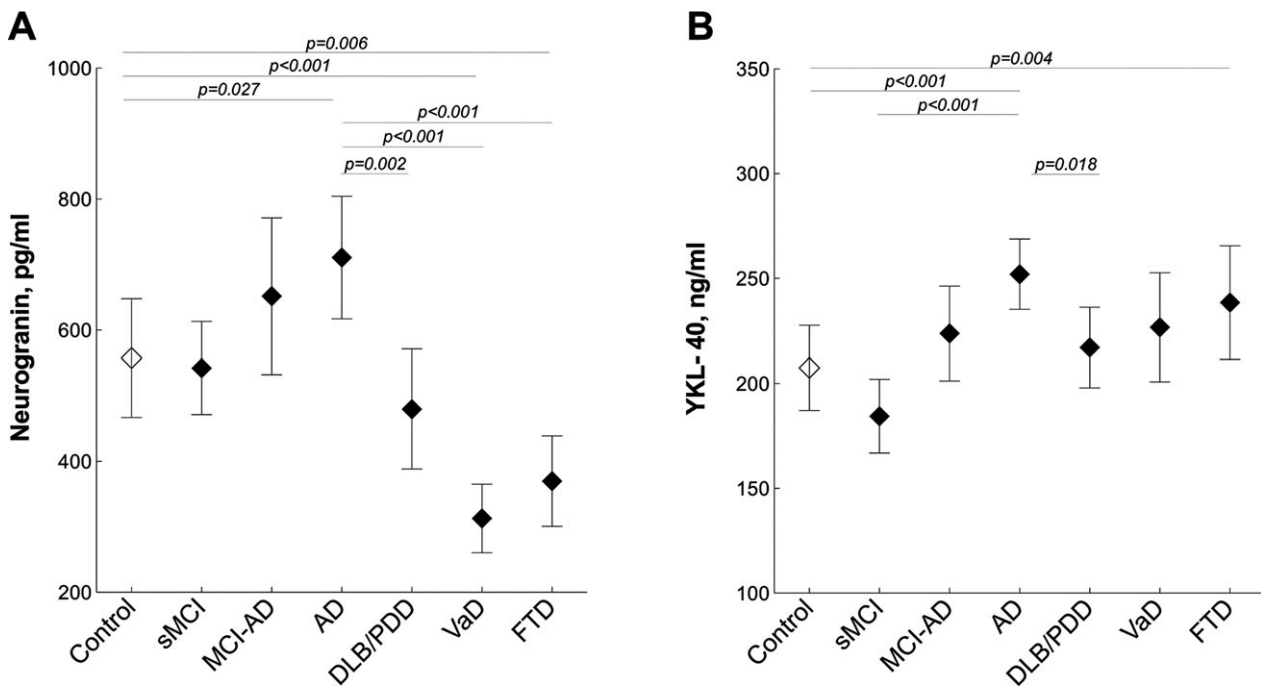 A
p=0.006
p<0.001
p=0.027
p<0.001
p<0.001
p=0.002
1000
800
600
400
200
Neurogranin, pg/ml
Control
sMCI
MCI-AD
AD
DLB/PDD
VaD
FTD
B
p=0.004
p<0.001
p<0.001
p=0.018
350
300
250
200
150
100
YKL- 40, ng/ml
Control
sMCI
MCI-AD
AD
DLB/PDD
VaD
FTD